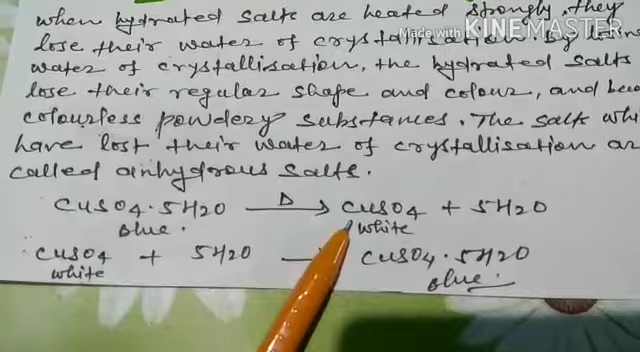 when hydrated salts are heated strongly, they
Made with KINEMASTER
lose their water of crystallisation. By
water of crystallisation, the hydrated salts
lose their regular shape and colour, and
colourless powdery substances. The salts
have lost their water of crystallisation
called anhydrous salts.
CuSO4.5H2O Δ→ CuSO4 + 5H2O
Blue. white
CuSO4 + 5H2O — CuSO4.5H2O
white Blue.